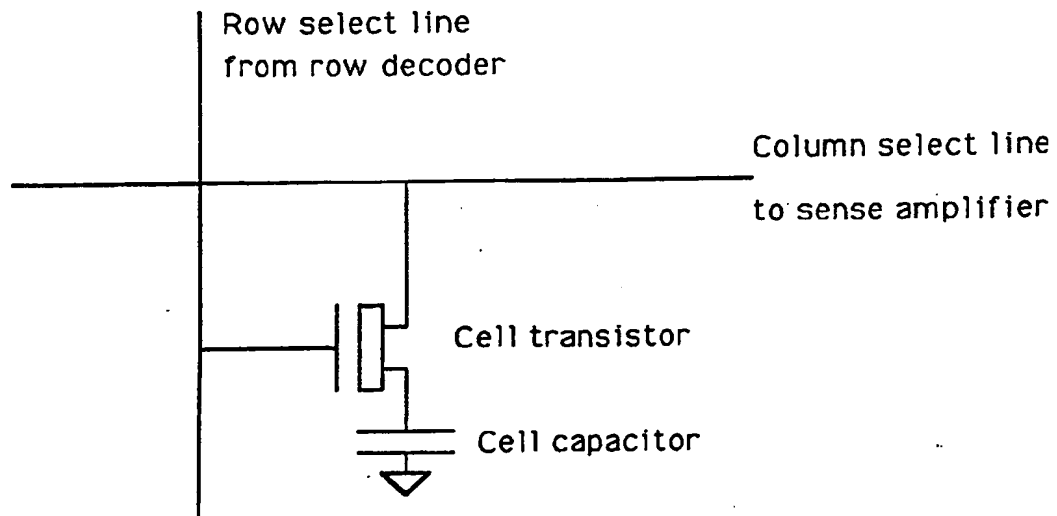 Row select line
from row decoder
Column select line
to sense amplifier
Cell transistor
Cell capacitor